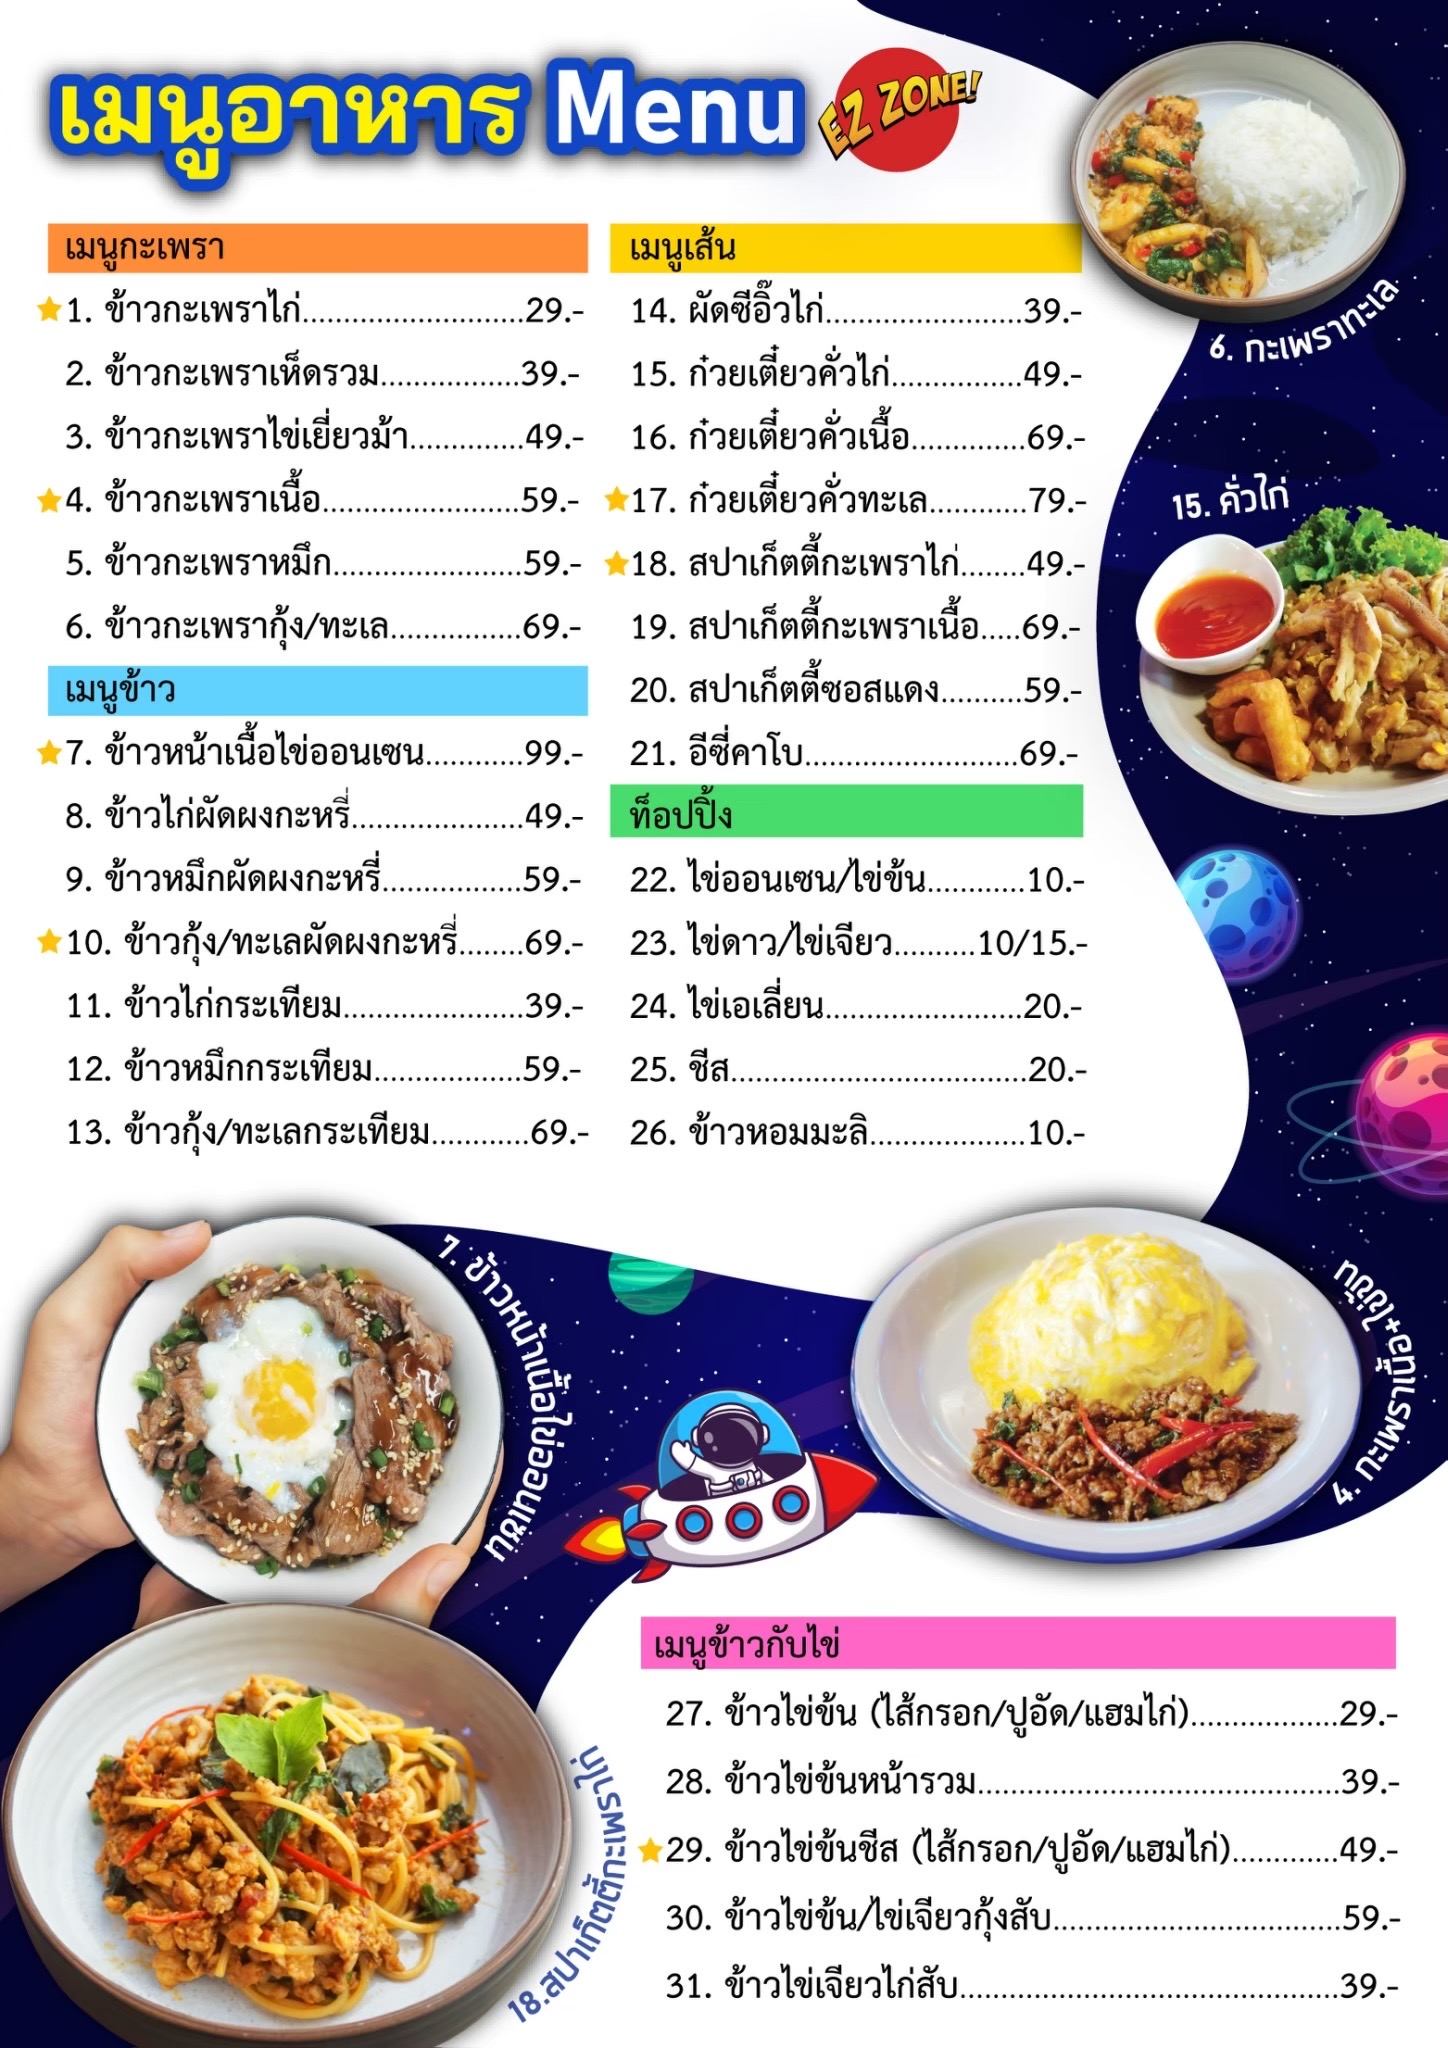 เมนูอาหาร Menu
EZ ZONE!
เมนูกะเพรา
1. ข้าวกะเพราไก่...........................29.-
2. ข้าวกะเพราเห็ดรวม.................39.-
3. ข้าวกะเพราไข่เยี่ยวม้า..............49.-
4. ข้าวกะเพราเนื้อ........................59.-
5. ข้าวกะเพราหมึก.......................59.-
6. ข้าวกะเพรากุ้ง/ทะเล................69.-
เมนูข้าว
7. ข้าวหน้าเนื้อไข่ออนเซน............99.-
8. ข้าวไก่ผัดผงกะหรี่.....................49.-
9. ข้าวหมึกผัดผงกะหรี่.................59.-
10. ข้าวกุ้ง/ทะเลผัดผงกะหรี่........69.-
11. ข้าวไก่กระเทียม......................39.-
12. ข้าวหมึกกระเทียม..................59.-
13. ข้าวกุ้ง/ทะเลกระเทียม............69.-
เมนูเส้น
14. ผัดซีอิ๊วไก่........................39.-
15. ก๋วยเตี๋ยวคั่วไก่................49.-
16. ก๋วยเตี๋ยวคั่วเนื้อ..............69.-
17. ก๋วยเตี๋ยวคั่วทะเล............79.-
18. สปาเก็ตตี้กะเพราไก่........49.-
19. สปาเก็ตตี้กะเพราเนื้อ.....69.-
20. สปาเก็ตตี้ซอสแดง..........59.-
21. อีซี่คาโบ..........................69.-
ท็อปปิ้ง
22. ไข่ออนเซน/ไข่ข้น............10.-
23. ไข่ดาว/ไข่เจียว..........10/15.-
24. ไข่เอเลี่ยน........................20.-
25. ชีส....................................20.-
26. ข้าวหอมมะลิ...................10.-
6. กะเพราทะเล
15. คั่วไก่
7. ข้าวหน้าเนื้อไข่ออนเซน
4. กะเพราเนื้อ+ไข่ข้น
18.สปาเก็ตตี้กะเพราไก่
เมนูข้าวกับไข่
27. ข้าวไข่ข้น (ไส้กรอก/ปูอัด/แฮมไก่)..................29.-
28. ข้าวไข่ข้นหน้ารวม............................................39.-
29. ข้าวไข่ข้นชีส (ไส้กรอก/ปูอัด/แฮมไก่).............49.-
30. ข้าวไข่ข้น/ไข่เจียวกุ้งสับ...................................59.-
31. ข้าวไข่เจียวไก่สับ..............................................39.-